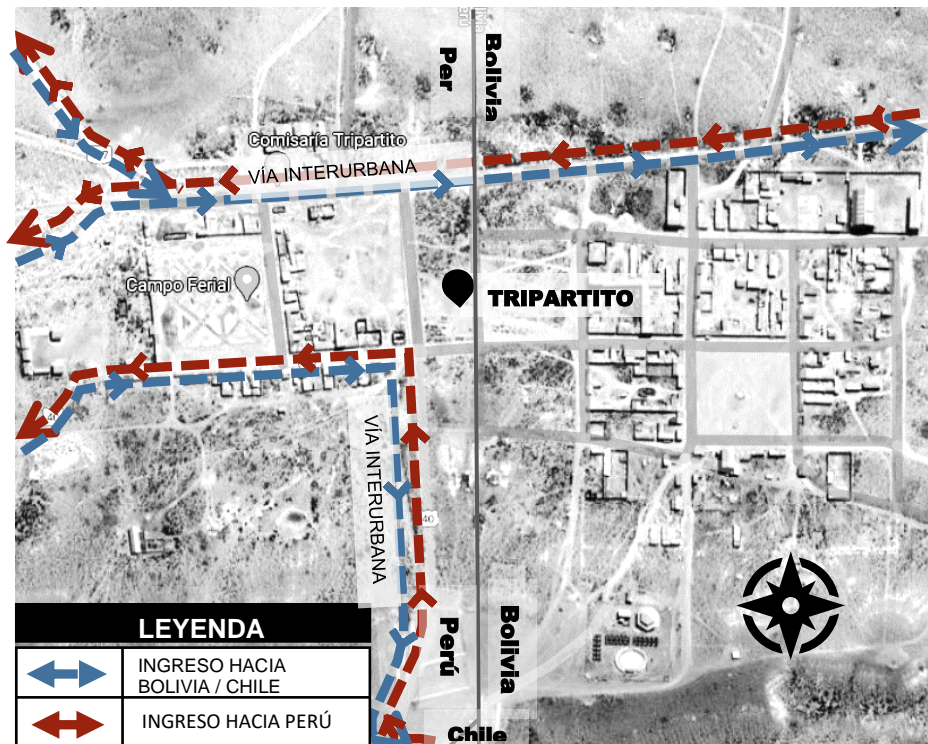 Bolivia
Per
Comisaría Tripartito
VÍA INTERURBANA
Campo Ferial
TRIPARTITO
VÍA INTERURBANA
40
Perú
Bolivia
Chile
LEYENDA
INGRESO HACIA
BOLIVIA / CHILE
INGRESO HACIA PERÚ